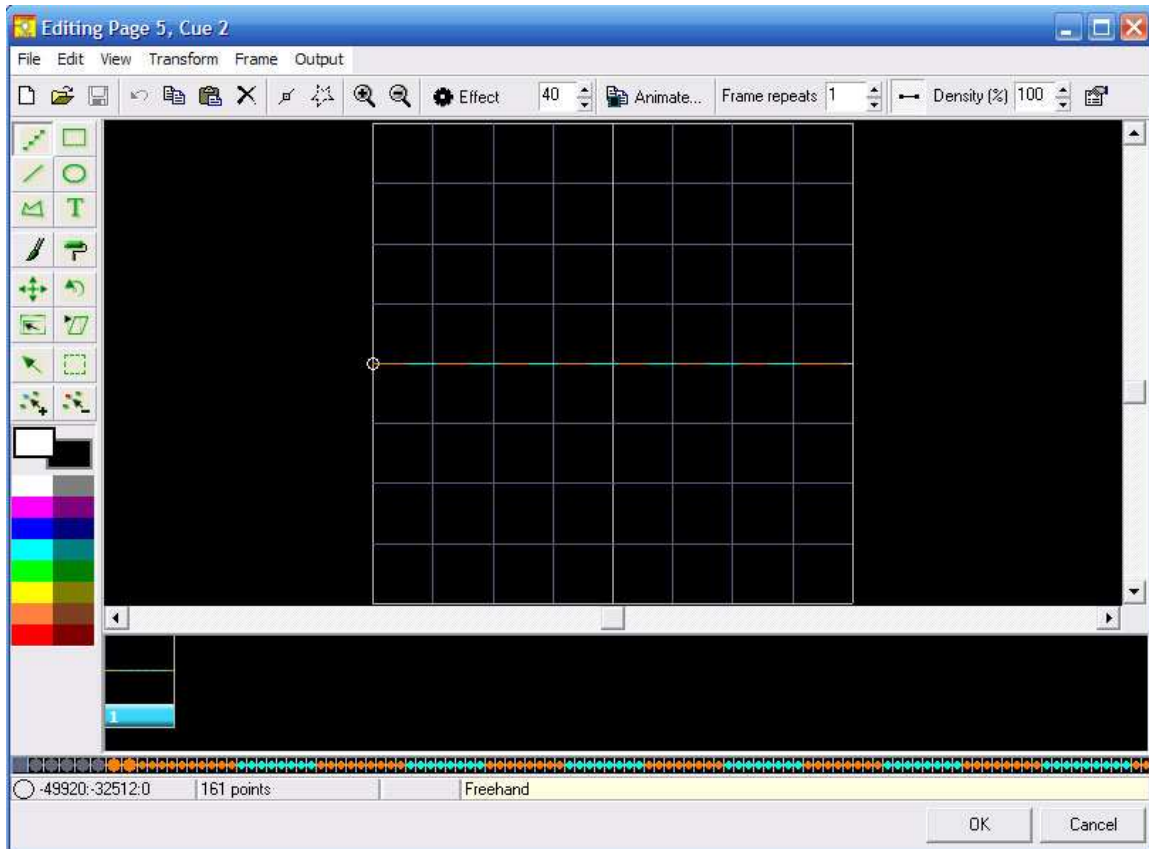 Editing Page 5, Cue 2
File Edit View Transform Frame Output
Effect 40 Animate... Frame repeats 1 Density (%) 100
T
1
-49920:-32512:0 161 points Freehand
OK Cancel